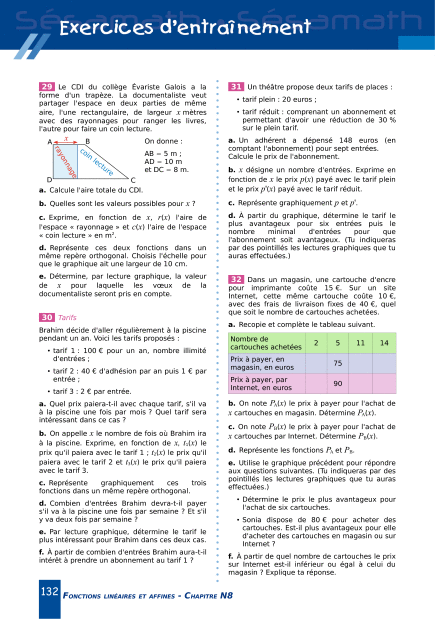 Sésamath - Sésamath
Exercices d'entraînement
29 Le CDI du collège Évariste Galois a la
forme d'un trapèze. La documentaliste veut
partager l'espace en deux parties de même
aire, l'une rectangulaire, de largeur x mètres
avec des rayonnages pour ranger les livres,
l'autre pour faire un coin lecture.
A x B
rayonnage
coin lecture
D C
On donne :
AB = 5 m ;
AD = 10 m
et DC = 8 m.
a. Calcule l'aire totale du CDI.
b. Quelles sont les valeurs possibles pour x ?
c. Exprime, en fonction de x, r(x) l'aire de
l'espace « rayonnage » et c(x) l'aire de l'espace
« coin lecture » en m².
d. Représente ces deux fonctions dans un
même repère orthogonal. Choisis l'échelle pour
que le graphique ait une largeur de 10 cm.
e. Détermine, par lecture graphique, la valeur
de x pour laquelle les vœux de la
documentaliste seront pris en compte.
30 Tarifs
Brahim décide d'aller régulièrement à la piscine
pendant un an. Voici les tarifs proposés :
• tarif 1 : 100 € pour un an, nombre illimité
d'entrées ;
• tarif 2 : 40 € d'adhésion par an puis 1 € par
entrée ;
• tarif 3 : 2 € par entrée.
a. Quel prix paiera-t-il avec chaque tarif, s'il va
à la piscine une fois par mois ? Quel tarif sera
intéressant dans ce cas ?
b. On appelle x le nombre de fois où Brahim ira
à la piscine. Exprime, en fonction de x, t₁(x) le
prix qu'il paiera avec le tarif 1 ; t₂(x) le prix qu'il
paiera avec le tarif 2 et t₃(x) le prix qu'il paiera
avec le tarif 3.
c. Représente graphiquement ces trois
fonctions dans un même repère orthogonal.
d. Combien d'entrées Brahim devra-t-il payer
s'il va à la piscine une fois par semaine ? Et s'il
y va deux fois par semaine ?
e. Par lecture graphique, détermine le tarif le
plus intéressant pour Brahim dans ces deux cas.
f. À partir de combien d'entrées Brahim aura-t-il
intérêt à prendre un abonnement au tarif 1 ?
31 Un théâtre propose deux tarifs de places :
• tarif plein : 20 euros ;
• tarif réduit : comprenant un abonnement et
permettant d'avoir une réduction de 30 %
sur le plein tarif.
a. Un adhérent a dépensé 148 euros (en
comptant l'abonnement) pour sept entrées.
Calcule le prix de l'abonnement.
b. x désigne un nombre d'entrées. Exprime en
fonction de x le prix p(x) payé avec le tarif plein
et le prix p'(x) payé avec le tarif réduit.
c. Représente graphiquement p et p'.
d. À partir du graphique, détermine le tarif le
plus avantageux pour six entrées puis le
nombre minimal d'entrées pour que
l'abonnement soit avantageux. (Tu indiqueras
par des pointillés les lectures graphiques que tu
auras effectuées.)
32 Dans un magasin, une cartouche d'encre
pour imprimante coûte 15 €. Sur un site
Internet, cette même cartouche coûte 10 €,
avec des frais de livraison fixes de 40 €, quel
que soit le nombre de cartouches achetées.
a. Recopie et complète le tableau suivant.
Nombre de
cartouches achetées 2 5 11 14
Prix à payer, en
magasin, en euros 75
Prix à payer, par
Internet, en euros 90
b. On note P_A(x) le prix à payer pour l'achat de
x cartouches en magasin. Détermine P_A(x).
c. On note P_B(x) le prix à payer pour l'achat de
x cartouches par Internet. Détermine P_B(x).
d. Représente les fonctions P_A et P_B.
e. Utilise le graphique précédent pour répondre
aux questions suivantes. (Tu indiqueras par des
pointillés les lectures graphiques que tu auras
effectuées.)
• Détermine le prix le plus avantageux pour
l'achat de six cartouches.
• Sonia dispose de 80 € pour acheter des
cartouches. Est-il plus avantageux pour elle
d'acheter des cartouches en magasin ou sur
Internet ?
f. À partir de quel nombre de cartouches le prix
sur Internet est-il inférieur ou égal à celui du
magasin ? Explique ta réponse.
132 Fonctions linéaires et affines - Chapitre N8